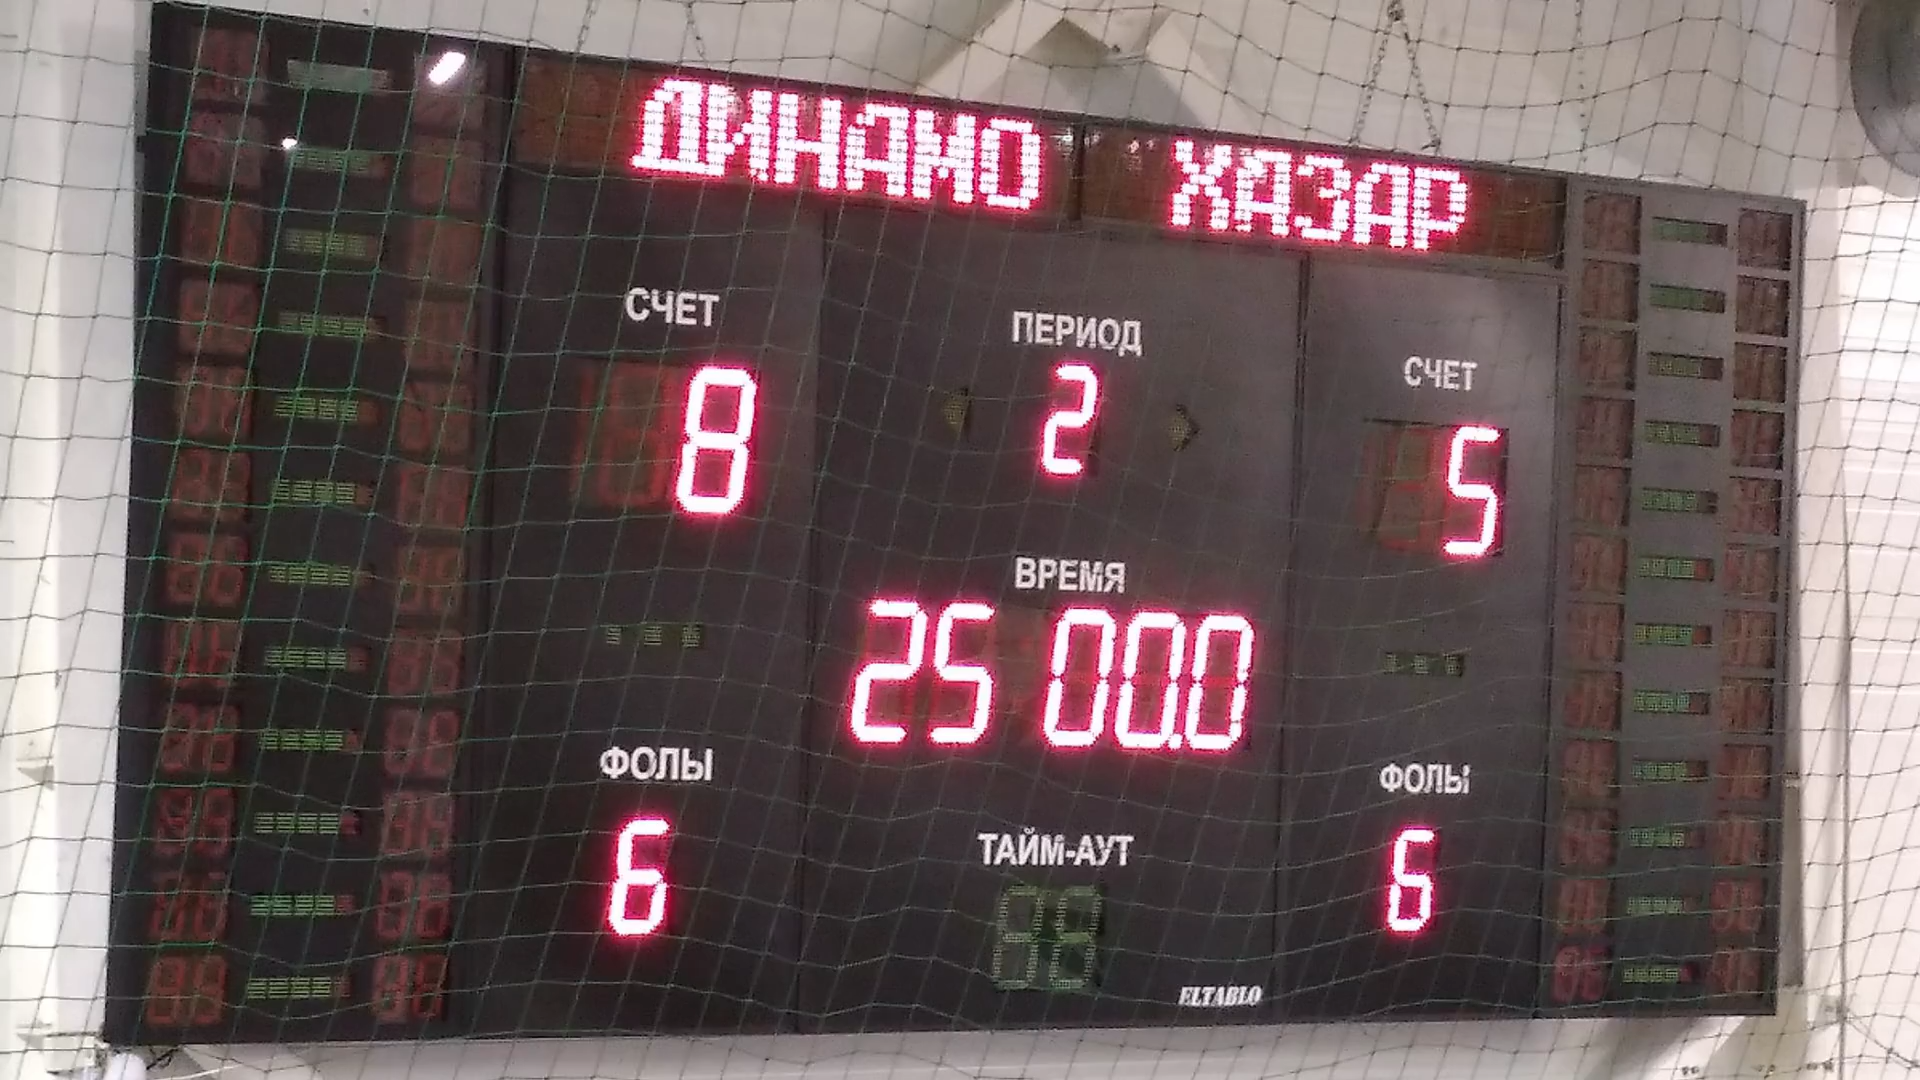 ДИНАМО ХАЗАР
СЧЕТ ПЕРИОД СЧЕТ
8 2 5
ВРЕМЯ
25 00.0
ФОЛЫ ФОЛЫ
6 6
ТАЙМ-АУТ
ELTABLO